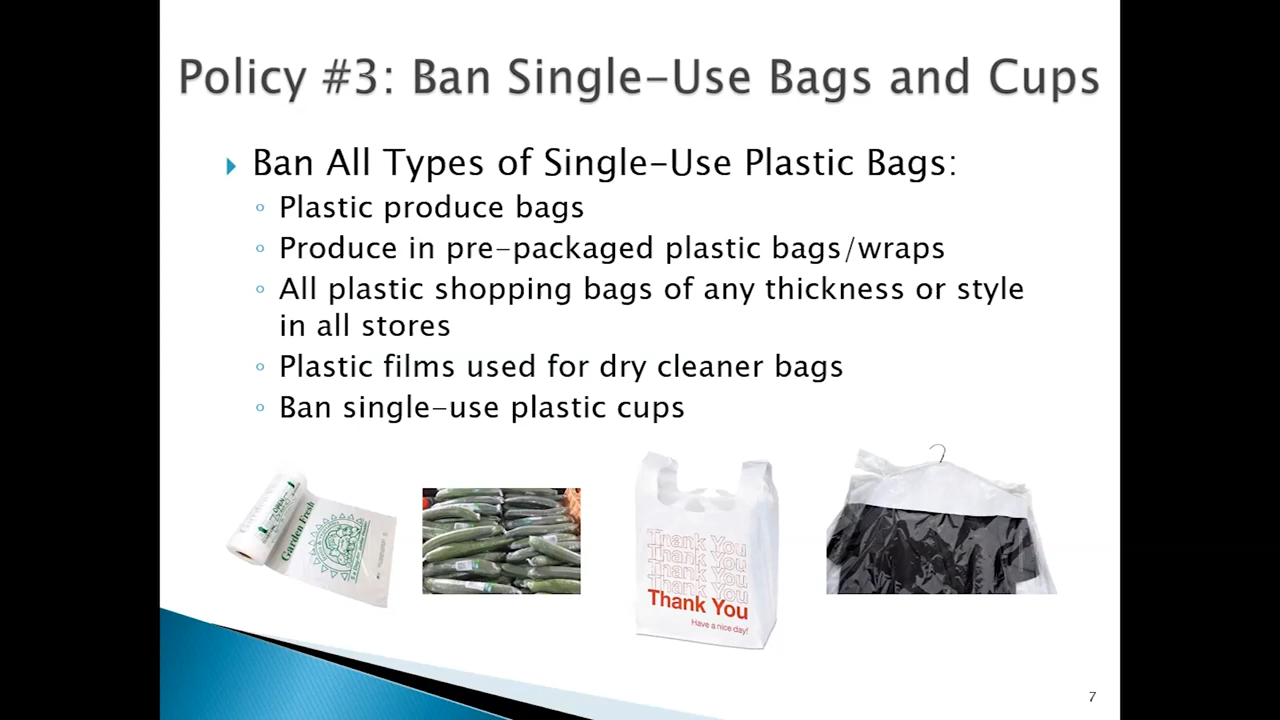 Policy #3: Ban Single-Use Bags and Cups
Ban All Types of Single-Use Plastic Bags:
Plastic produce bags
Produce in pre-packaged plastic bags/wraps
All plastic shopping bags of any thickness or style
in all stores
Plastic films used for dry cleaner bags
Ban single-use plastic cups
Garden Fresh
Thank You
Thank You
Thank You
Thank You
Thank You
Have a nice day!
7